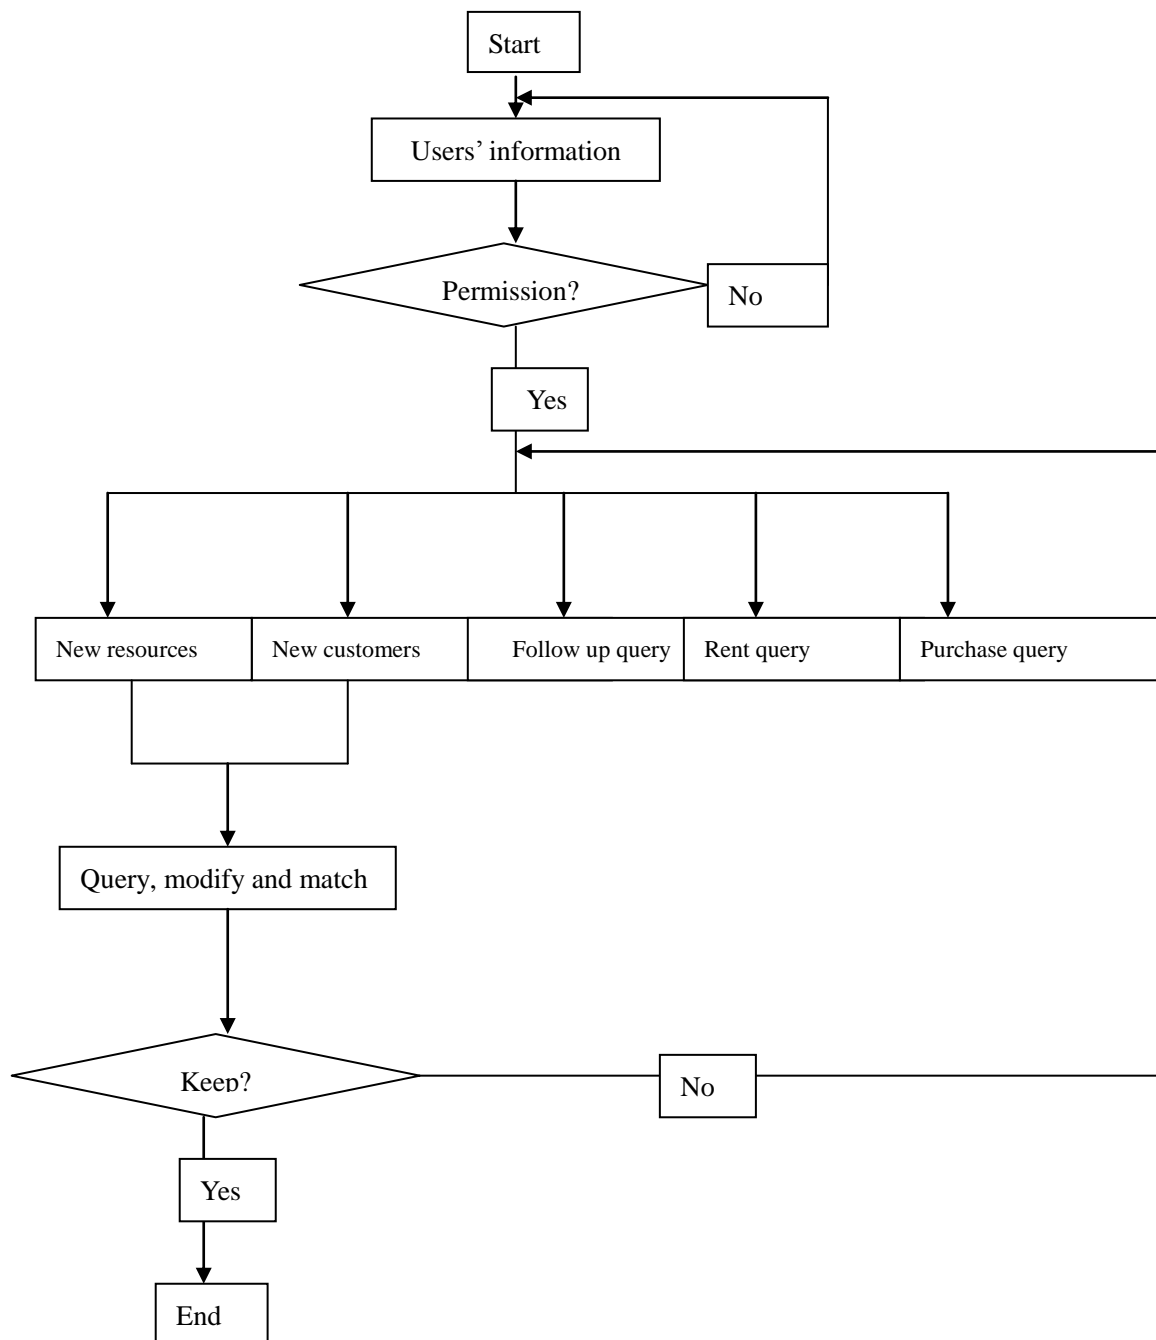 Start
Users’ information
Permission?
No
Yes
New resources
New customers
Follow up query
Rent query
Purchase query
Query, modify and match
Keep?
No
Yes
End